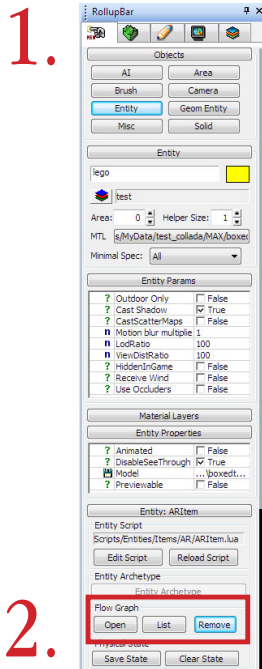 1.
RollupBar
Objects
AI Area
Brush Camera
Entity Geom Entity
Misc Solid
Entity
lego
test
Area: 0 Helper Size: 1
MTL s/MyData/test_collada/MAX/boxec
Minimal Spec: All
Entity Params
? Outdoor Only False
? Cast Shadow True
? CastScatterMaps False
n Motion blur multiplie 1
n LodRatio 100
n ViewDistRatio 100
? HiddenInGame False
? Receive Wind False
? Use Occluders False
Material Layers
Entity Properties
? Animated False
? DisableSeeThrough True
Model ...\boxedt...
? Previewable False
Entity: ARItem
Entity Script
Scripts/Entities/Items/AR/ARItem.lua
Edit Script Reload Script
Entity Archetype
Entity Archetype
2.
Flow Graph
Open List Remove
Physical State
Save State Clear State